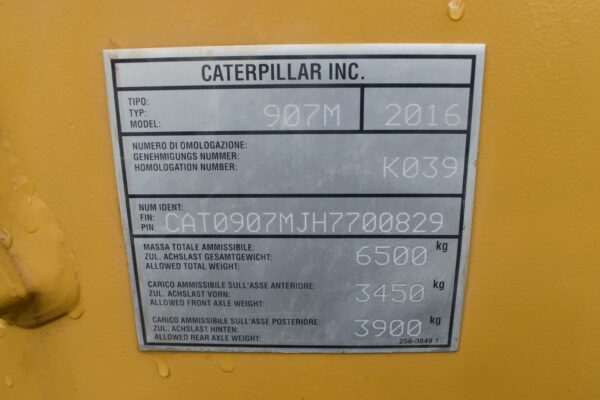 CATERPILLAR INC.
TIPO:
TYP: 907M 2016
MODEL:
NUMERO DI OMOLOGAZIONE:
GENEHMIGUNGS NUMMER:
HOMOLOGATION NUMBER: K039
NUM IDENT:
FIN: CAT0907MJH7700829
PIN:
MASSA TOTALE AMMISSIBILE:
ZUL. ACHSLAST GESAMTGEWICHT: 6500 kg
ALLOWED TOTAL WEIGHT:
CARICO AMMISSIBILE SULL'ASSE ANTERIORE:
ZUL. ACHSLAST VORN: 3450 kg
ALLOWED FRONT AXLE WEIGHT:
CARICO AMMISSIBILE SULL'ASSE POSTERIORE:
ZUL. ACHSLAST HINTEN: 3900 kg
ALLOWED REAR AXLE WEIGHT:
258-3849 1